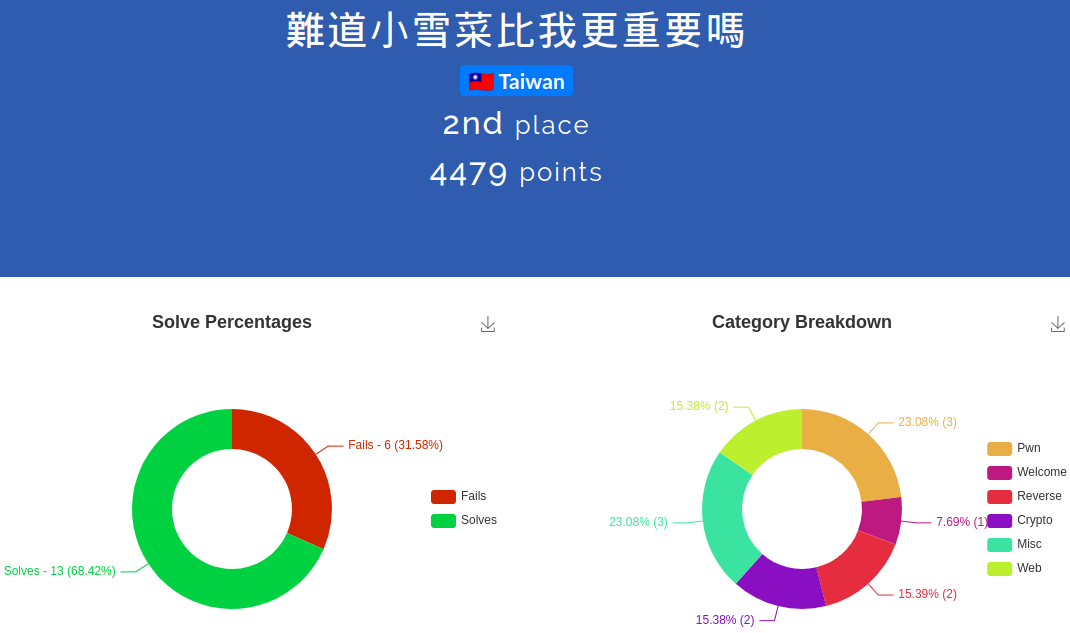 難道小雪菜比我更重要嗎
Taiwan
2nd place
4479 points
Solve Percentages
Category Breakdown
Fails - 6 (31.58%)
Solves - 13 (68.42%)
Fails
Solves
15.38% (2)
23.08% (3)
23.08% (3)
7.69% (1)
15.39% (2)
15.38% (2)
Pwn
Welcome
Reverse
Crypto
Misc
Web